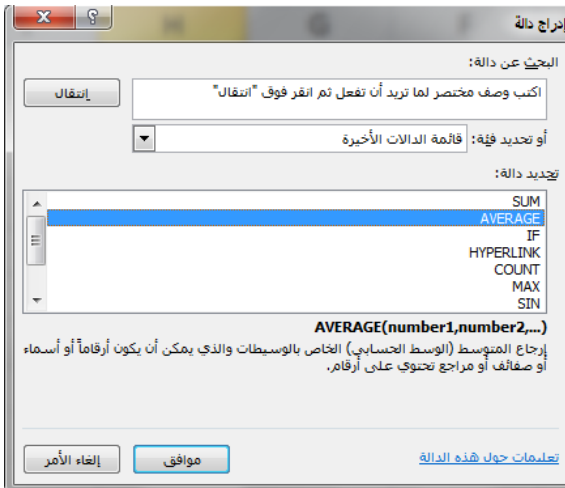 إدراج دالة
H G F
البحث عن دالة:
اكتب وصف مختصر لما تريد أن تفعل ثم انقر فوق "انتقال"
إنتقال
أو تحديد فئة: قائمة الدالات الأخيرة
تحديد دالة:
SUM
AVERAGE
IF
HYPERLINK
COUNT
MAX
SIN
AVERAGE(number1,number2,...)
إرجاع المتوسط (الوسط الحسابي) الخاص بالوسيطات والذي يمكن أن يكون أرقاماً أو أسماء
أو صفائف أو مراجع تحتوي على أرقام.
تعليمات حول هذه الدالة
موافق
إلغاء الأمر